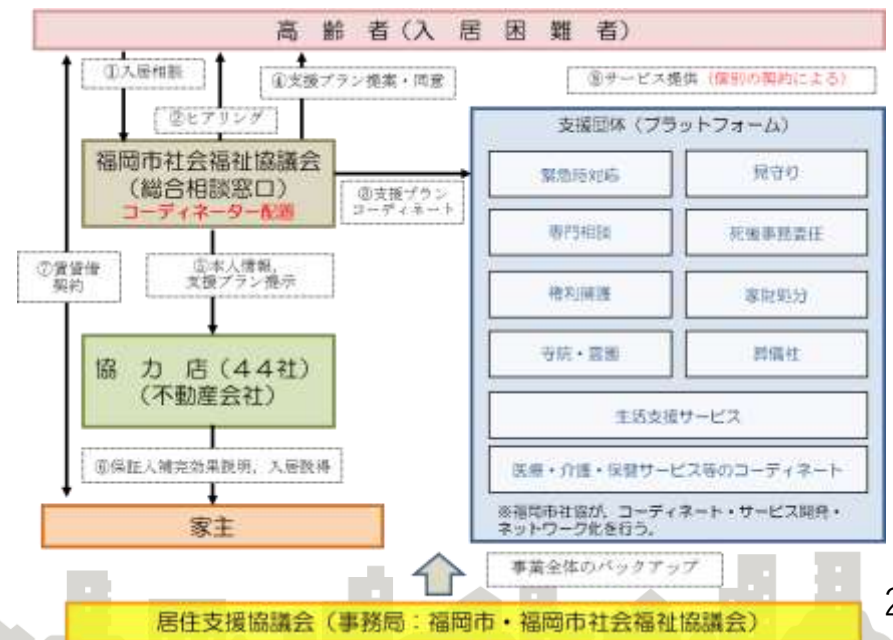 高齢者(入居困難者)
①入居相談
②ヒアリング
④支援プラン提案・同意
⑧サービス提供(個別の契約による)
福岡市社会福祉協議会
(総合相談窓口)
コーディネーター配置
③支援プラン
コーディネート
⑦賃貸借
契約
⑤本人情報,
支援プラン提示
協力店(44社)
(不動産会社)
⑥保証人補完効果説明,入居説得
家主
支援団体(プラットフォーム)
緊急時対応
見守り
専門相談
死後事務委任
権利擁護
家財処分
寺院・霊園
葬儀社
生活支援サービス
医療・介護・保健サービス等のコーディネート
※福岡市社協が,コーディネート・サービス開発・
ネットワーク化を行う。
事業全体のバックアップ
居住支援協議会(事務局:福岡市・福岡市社会福祉協議会)
2